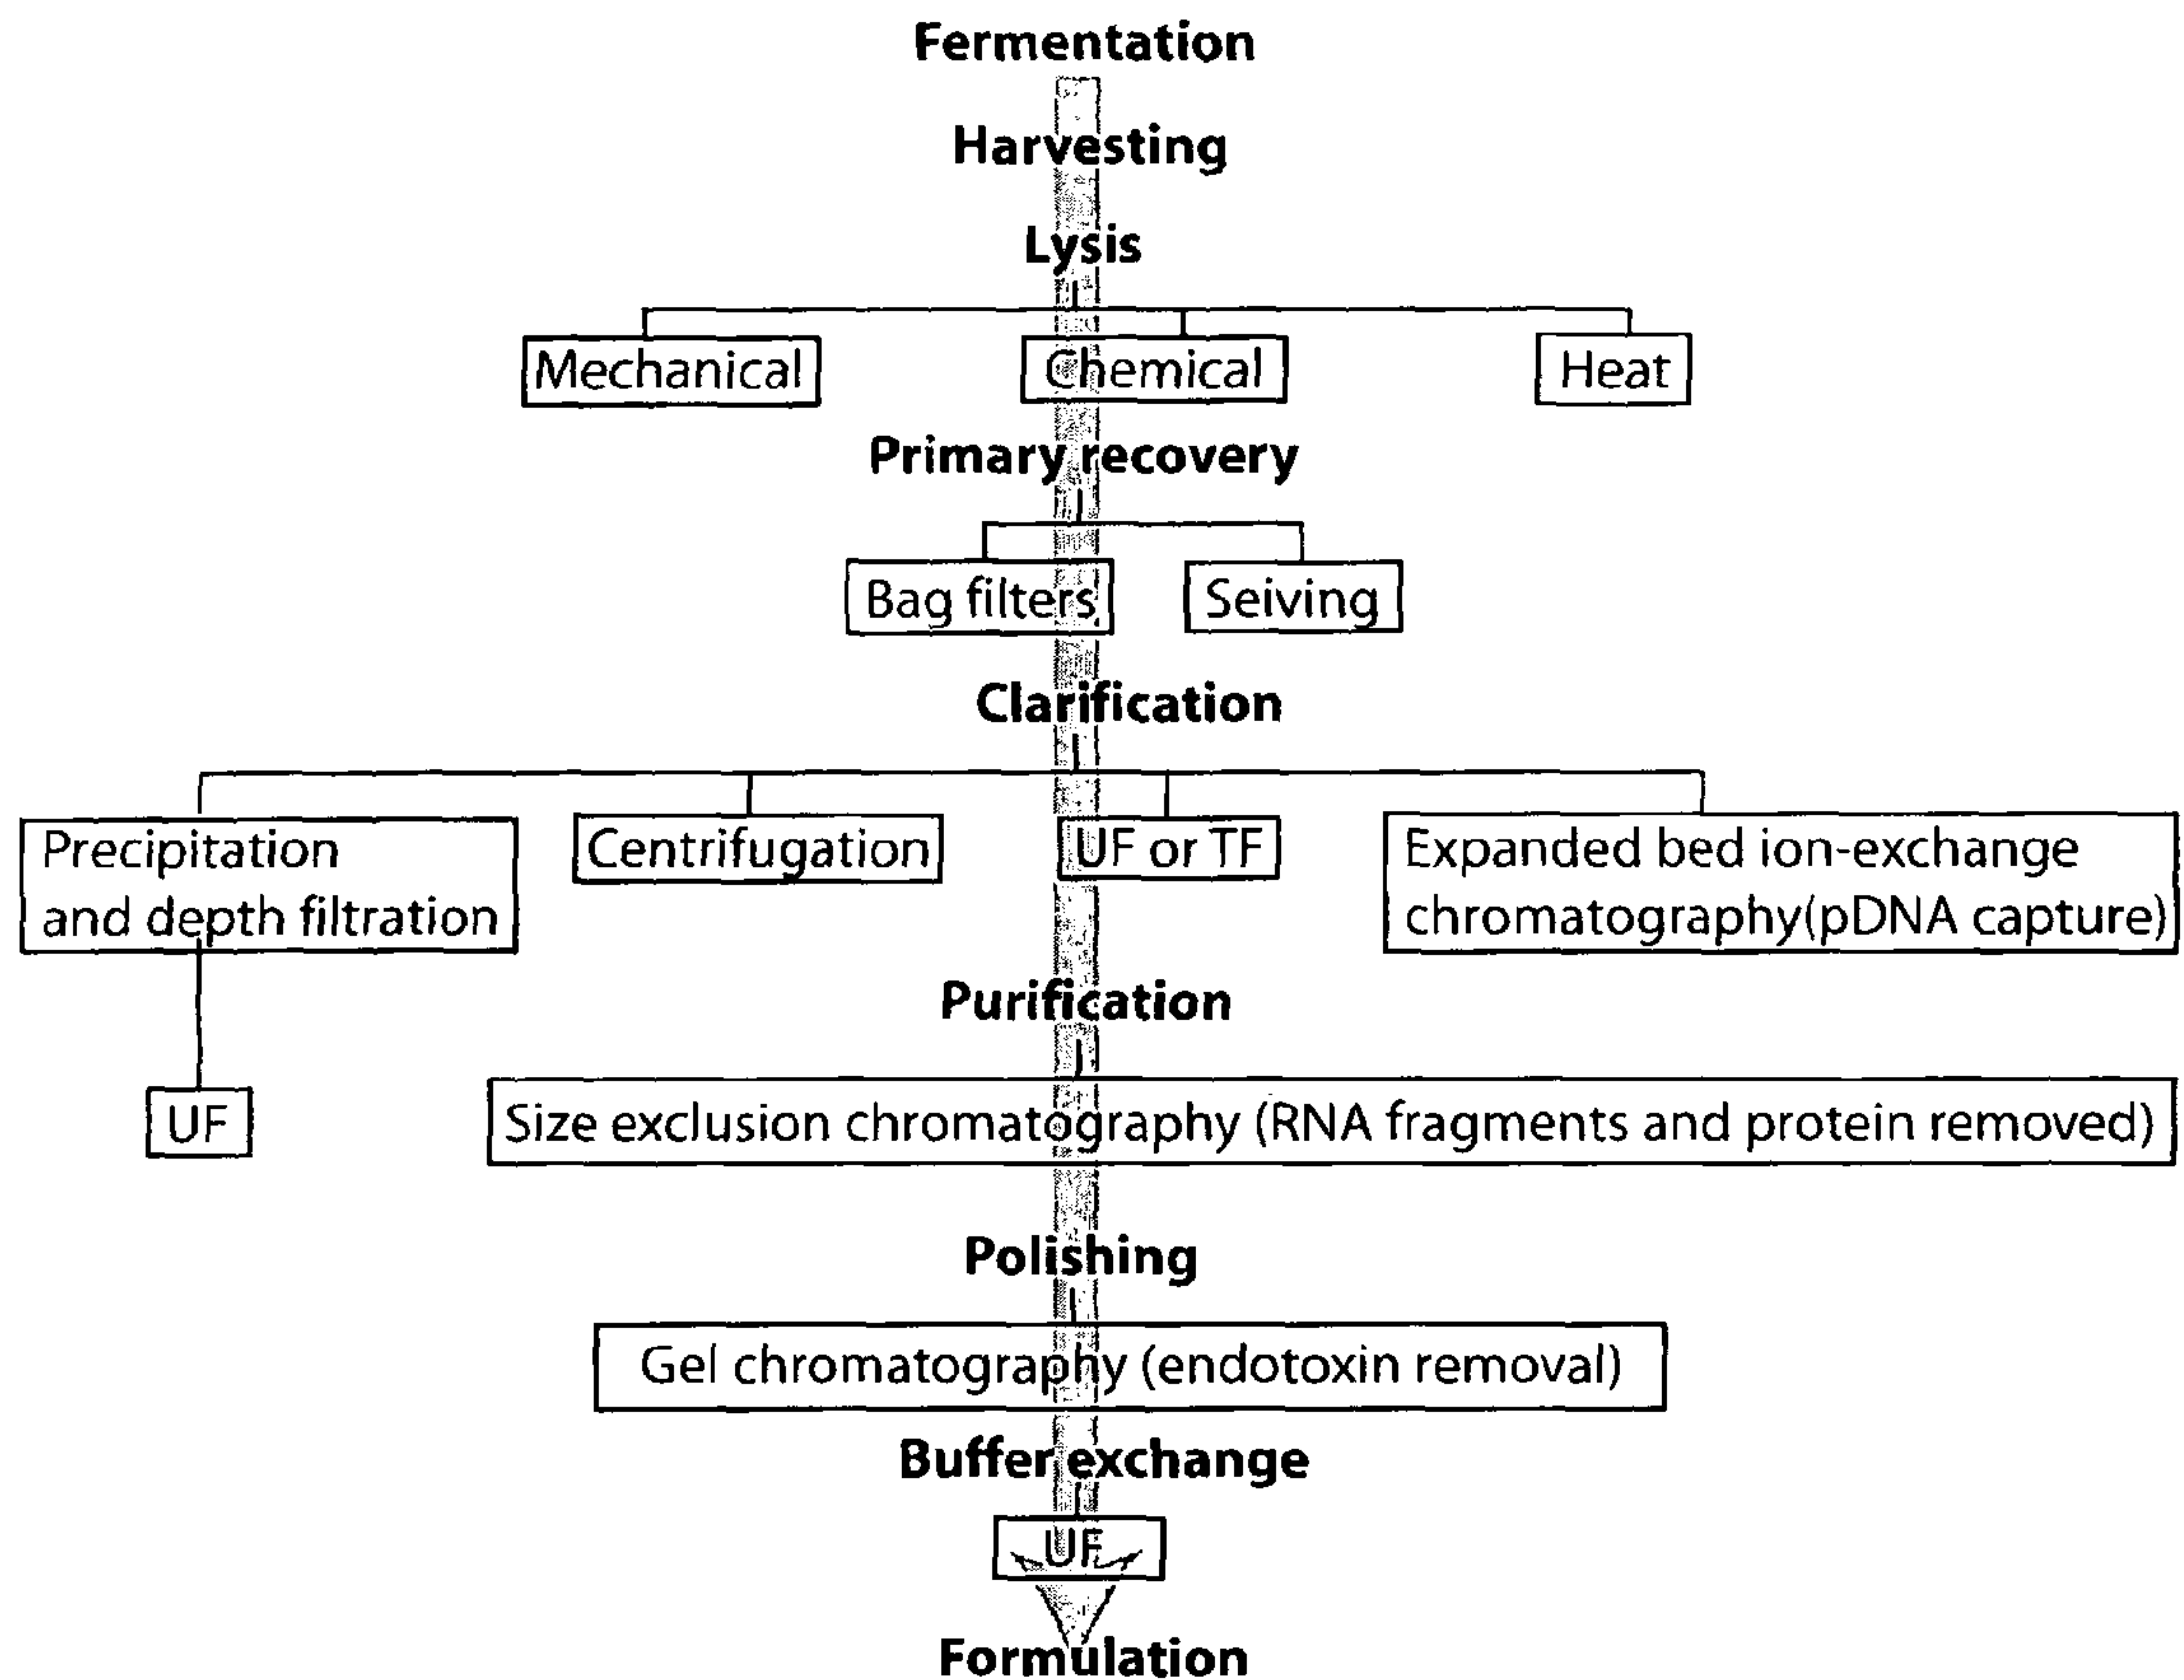 Fermentation
Harvesting
Lysis
Mechanical
Chemical
Heat
Primary recovery
Bag filters
Seiving
Clarification
Precipitation
and depth filtration
Centrifugation
UF or TF
Expanded bed ion-exchange
chromatography(pDNA capture)
Purification
UF
Size exclusion chromatography (RNA fragments and protein removed)
Polishing
Gel chromatography (endotoxin removal)
Buffer exchange
UF
Formulation